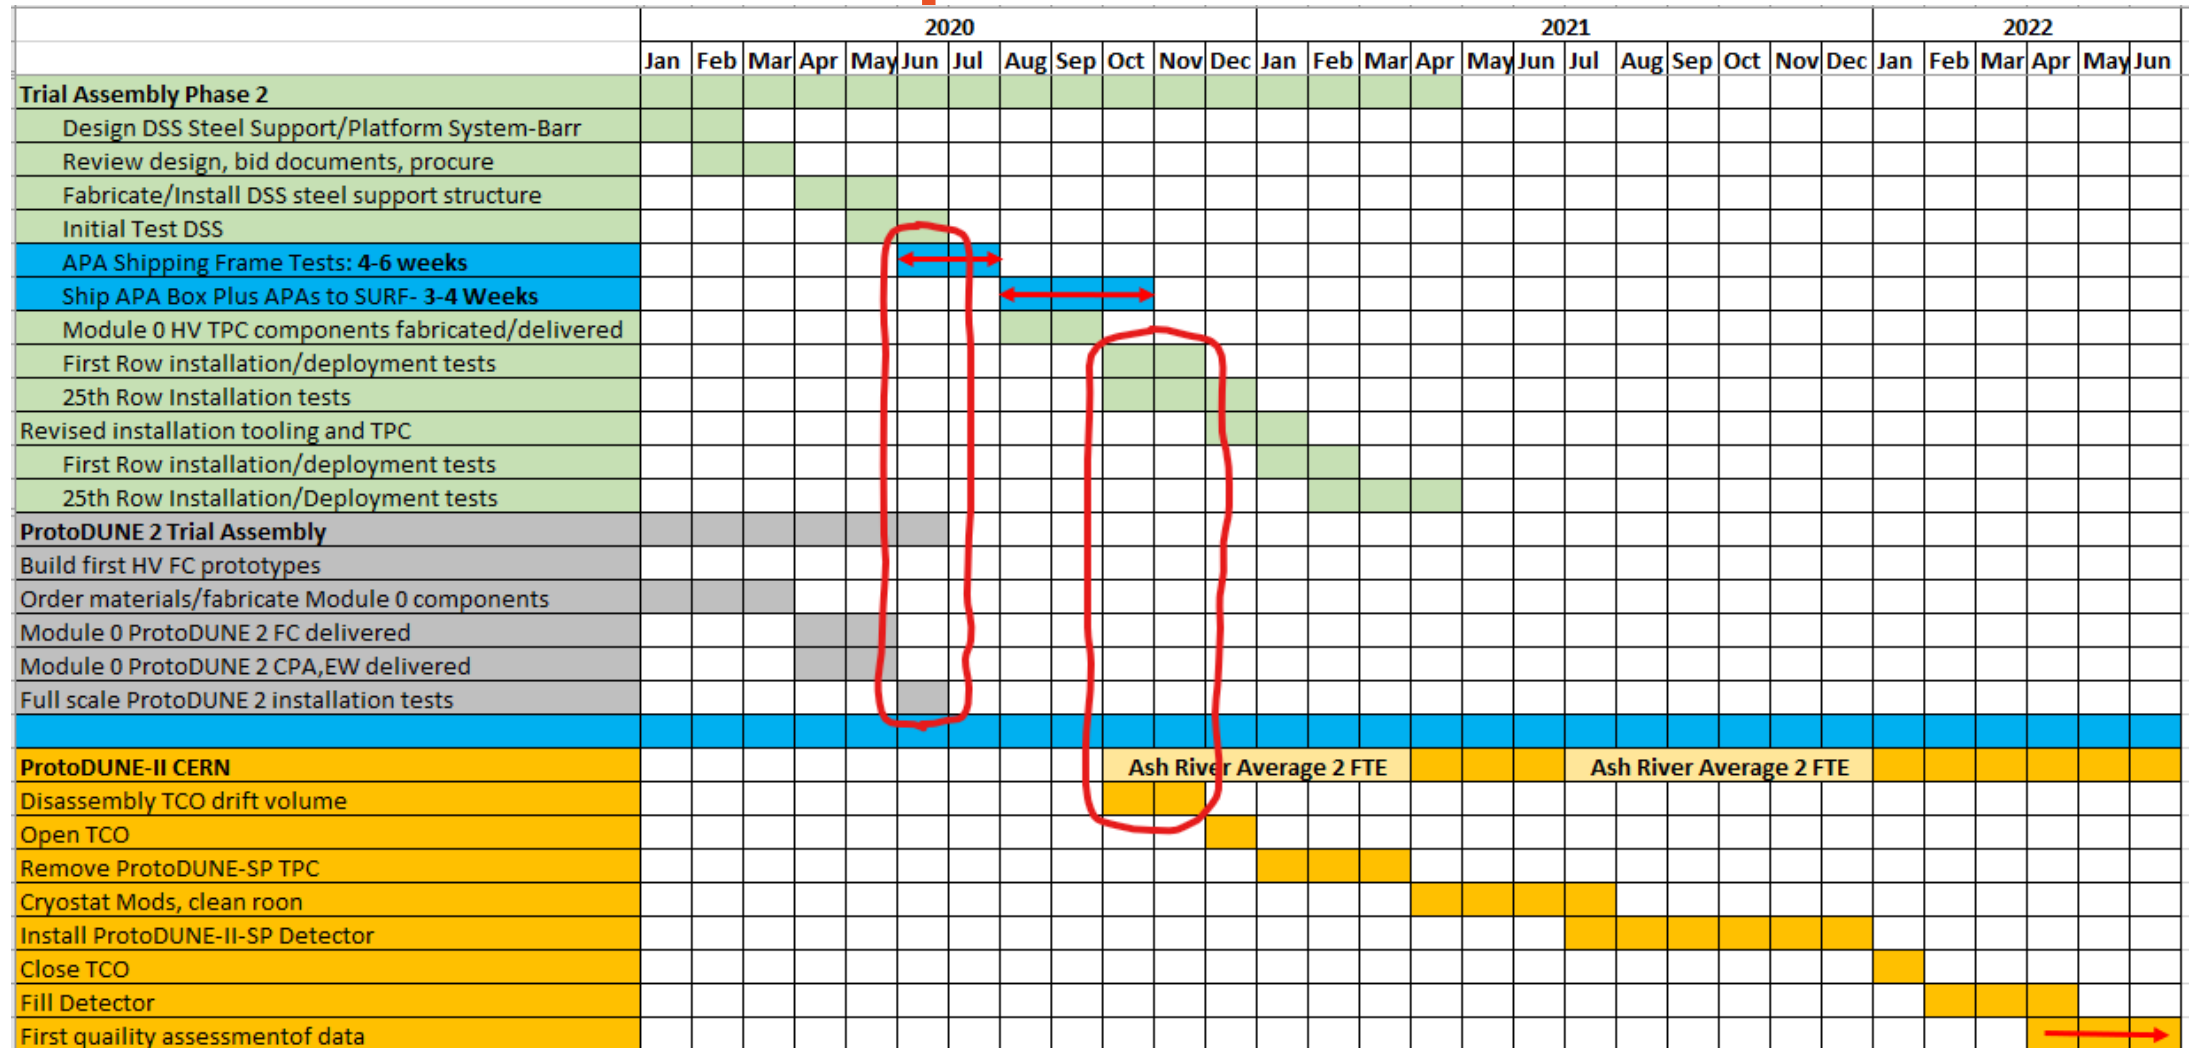 2020 2021 2022
Jan Feb Mar Apr May Jun Jul Aug Sep Oct Nov Dec Jan Feb Mar Apr May Jun Jul Aug Sep Oct Nov Dec Jan Feb Mar Apr May Jun
Trial Assembly Phase 2
Design DSS Steel Support/Platform System-Barr
Review design, bid documents, procure
Fabricate/Install DSS steel support structure
Initial Test DSS
APA Shipping Frame Tests: 4-6 weeks
Ship APA Box Plus APAs to SURF- 3-4 Weeks
Module 0 HV TPC components fabricated/delivered
First Row installation/deployment tests
25th Row Installation tests
Revised installation tooling and TPC
First Row installation/deployment tests
25th Row Installation/Deployment tests
ProtoDUNE 2 Trial Assembly
Build first HV FC prototypes
Order materials/fabricate Module 0 components
Module 0 ProtoDUNE 2 FC delivered
Module 0 ProtoDUNE 2 CPA,EW delivered
Full scale ProtoDUNE 2 installation tests
ProtoDUNE-II CERN Ash River Average 2 FTE Ash River Average 2 FTE
Disassembly TCO drift volume
Open TCO
Remove ProtoDUNE-SP TPC
Cryostat Mods, clean roon
Install ProtoDUNE-II-SP Detector
Close TCO
Fill Detector
First quaility assessmentof data